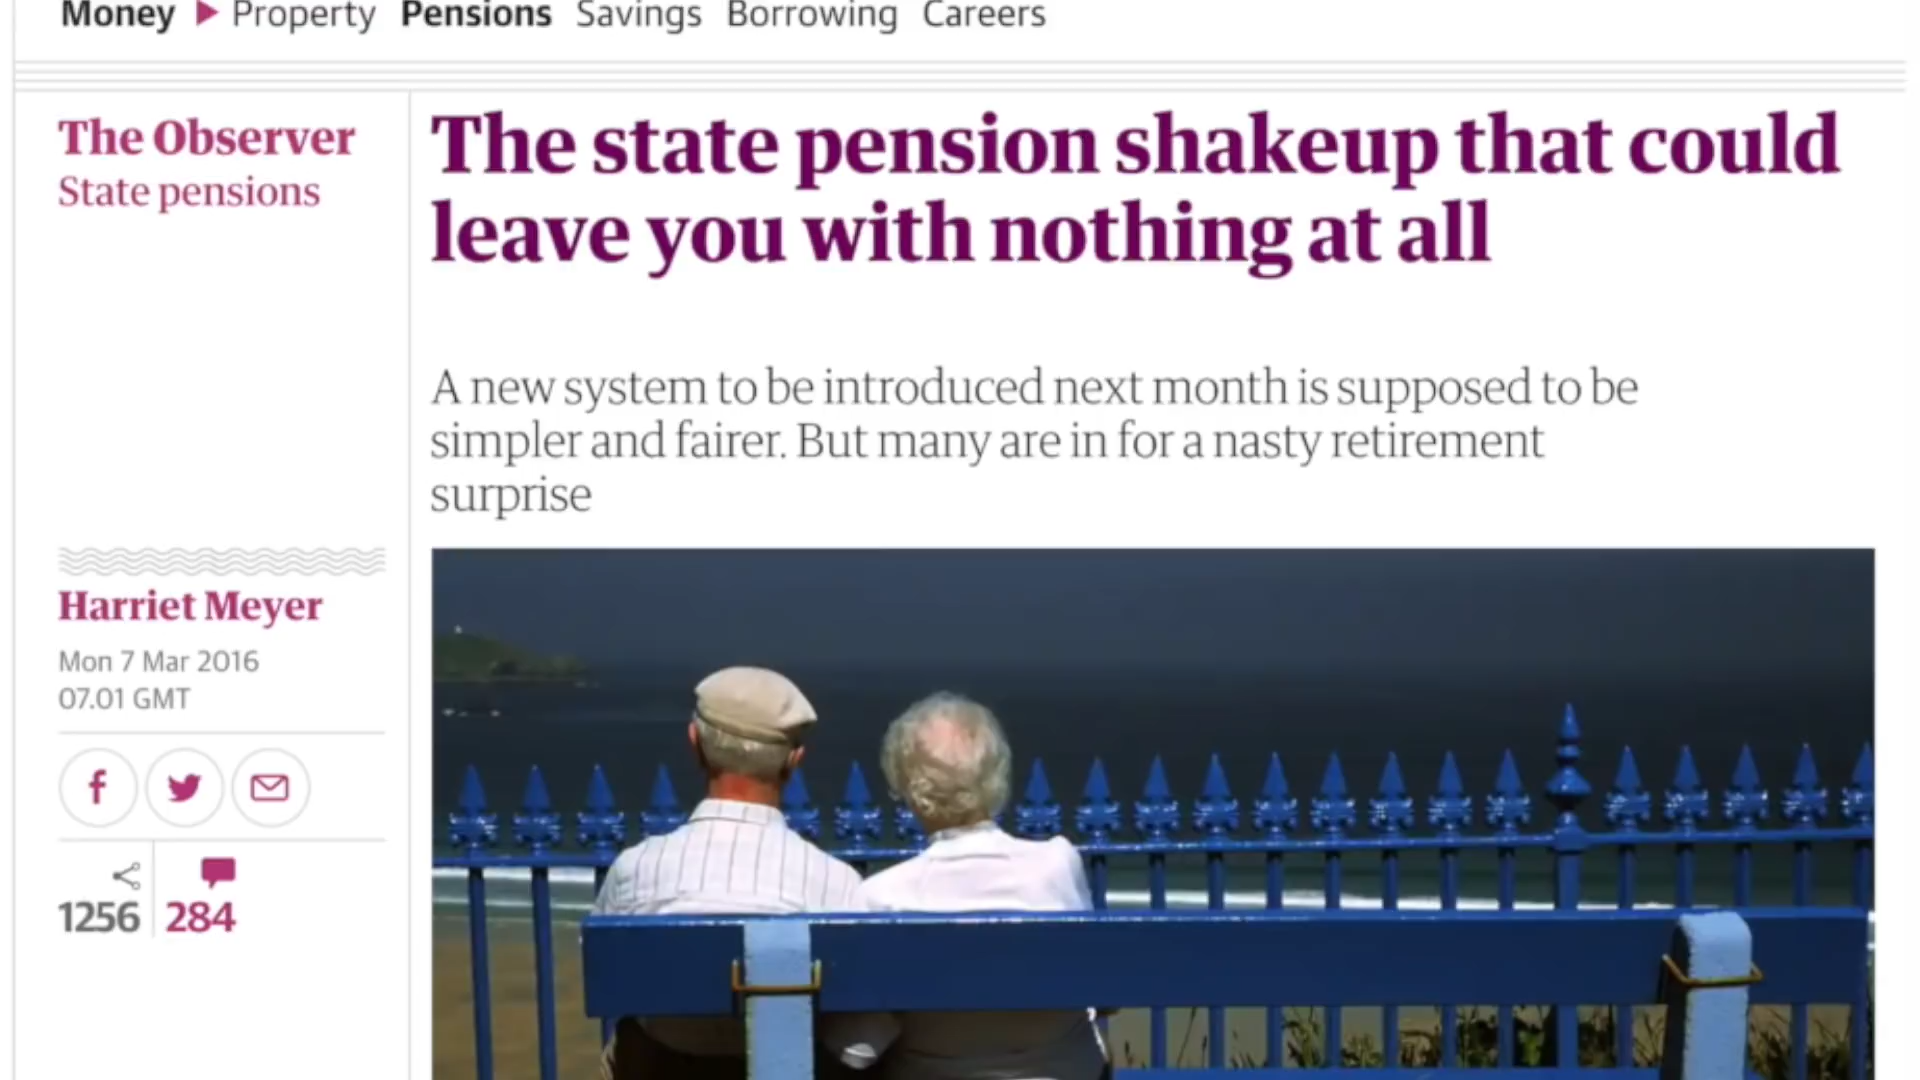 Money Property Pensions Savings Borrowing Careers
The Observer
State pensions
The state pension shakeup that could
leave you with nothing at all
A new system to be introduced next month is supposed to be
simpler and fairer. But many are in for a nasty retirement
surprise
Harriet Meyer
Mon 7 Mar 2016
07.01 GMT
1256 284